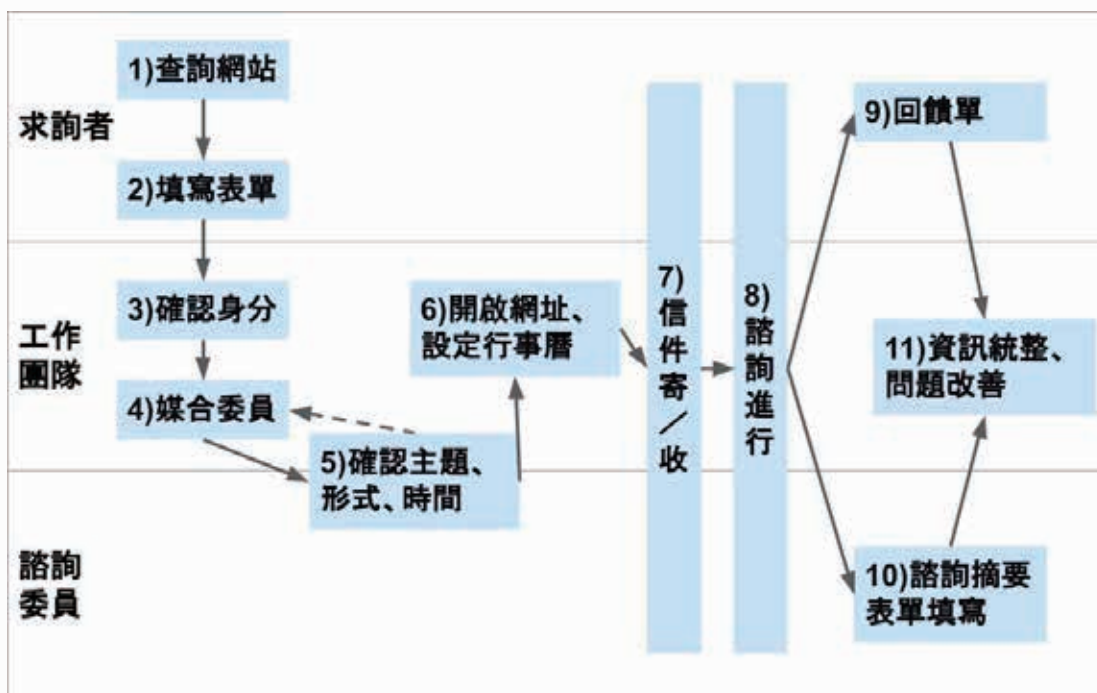 求詢者
1)查詢網站
2)填寫表單
工作
團隊
3)確認身分
4)媒合委員
5)確認主題、
形式、時間
6)開啟網址、
設定行事曆
7)
信
件
寄
／
收
8)
諮
詢
進
行
9)回饋單
諮詢
委員
10)諮詢摘要
表單填寫
11)資訊統整、
問題改善